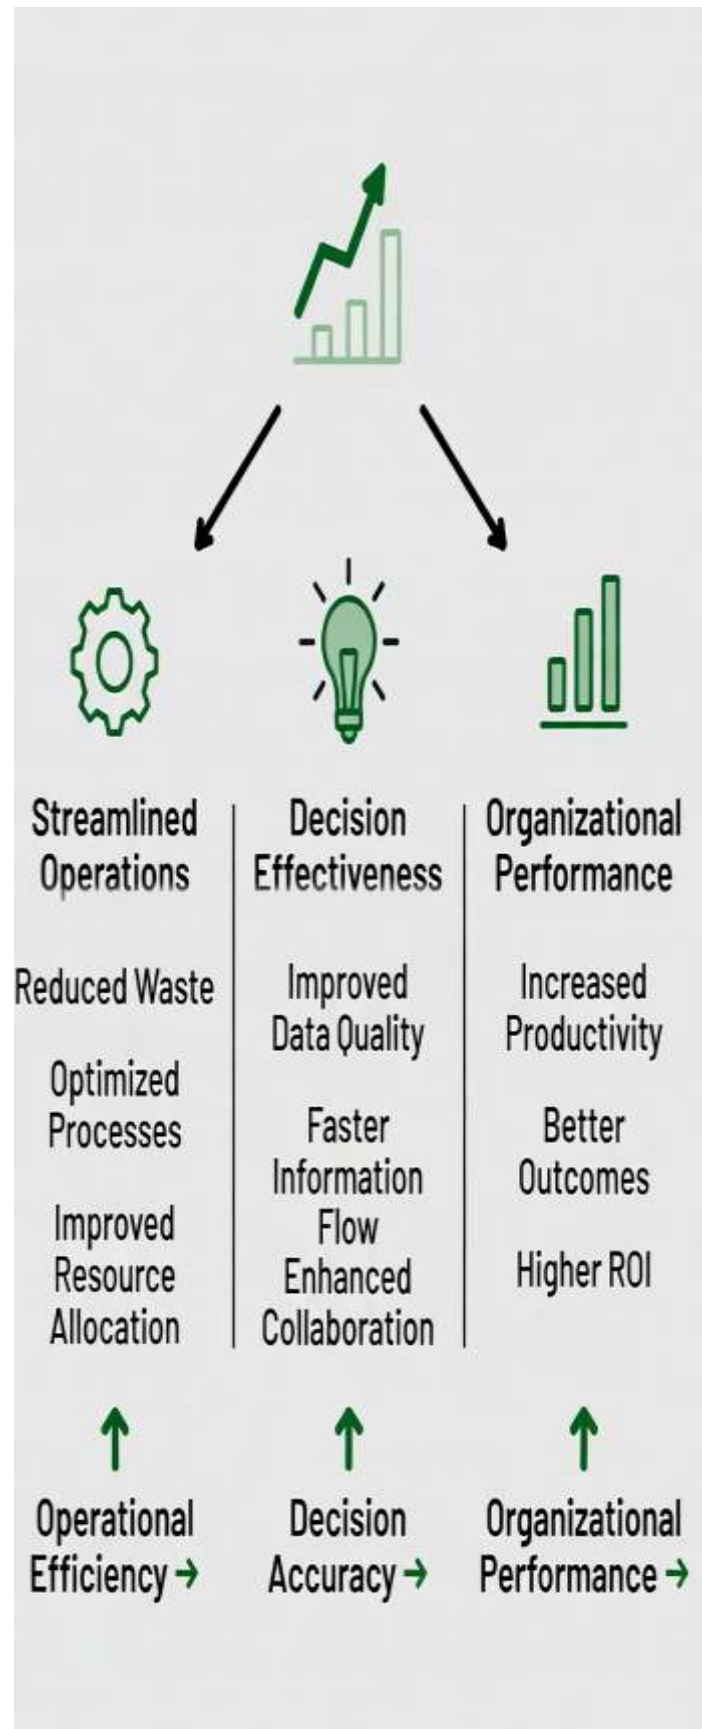 Streamlined
Operations
Reduced Waste
Optimized
Processes
Improved
Resource
Allocation
Decision
Effectiveness
Improved
Data Quality
Faster
Information
Flow
Enhanced
Collaboration
Organizational
Performance
Increased
Productivity
Better
Outcomes
Higher ROI
Operational
Efficiency →
Decision
Accuracy →
Organizational
Performance →